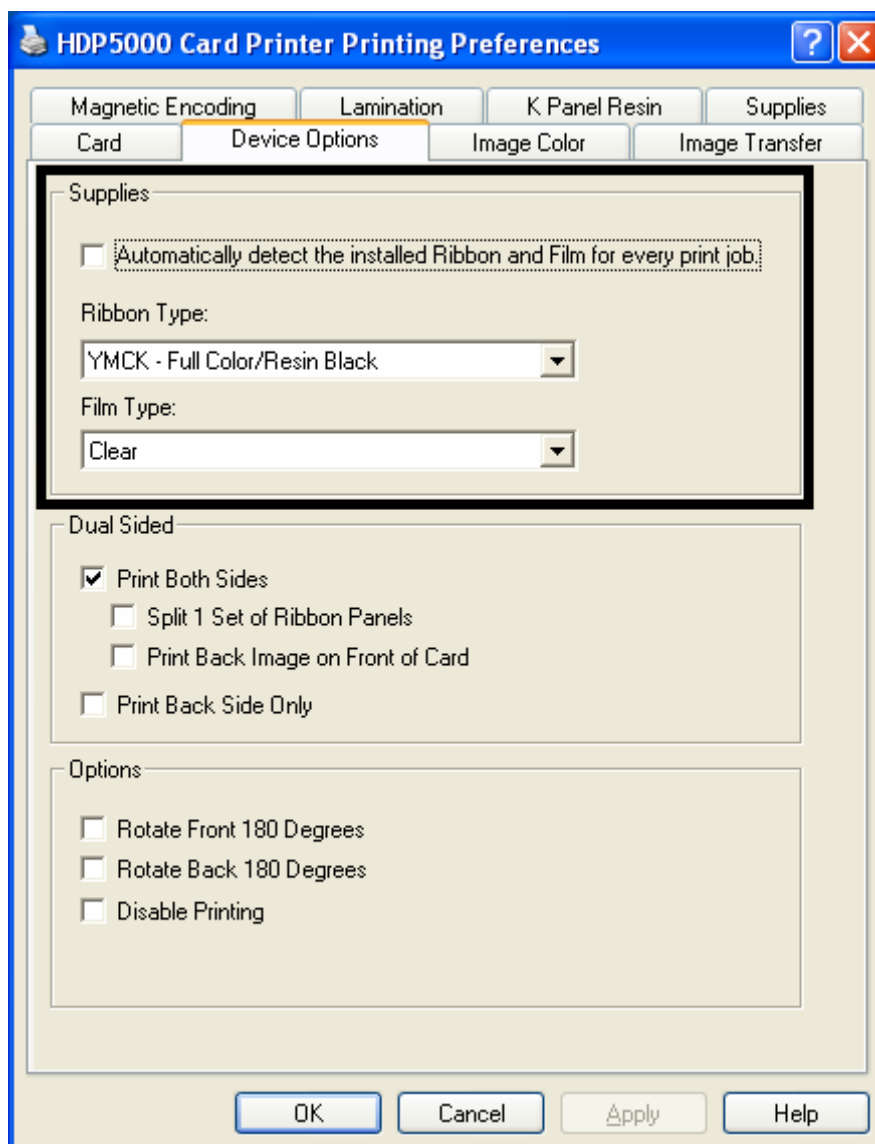 HDP5000 Card Printer Printing Preferences
Magnetic Encoding Lamination K Panel Resin Supplies
Card Device Options Image Color Image Transfer
Supplies
Automatically detect the installed Ribbon and Film for every print job.
Ribbon Type:
YMCK - Full Color/Resin Black
Film Type:
Clear
Dual Sided
Print Both Sides
Split 1 Set of Ribbon Panels
Print Back Image on Front of Card
Print Back Side Only
Options
Rotate Front 180 Degrees
Rotate Back 180 Degrees
Disable Printing
OK Cancel Apply Help